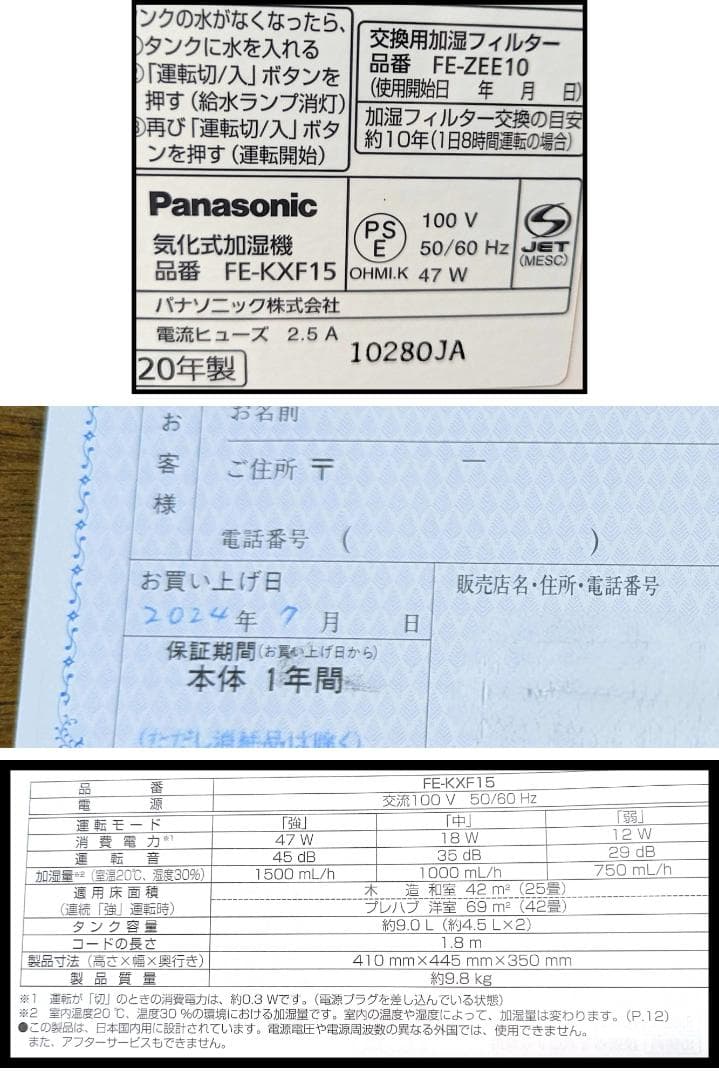 ンクの水がなくなったら、
タンクに水を入れる
「運転切/入」ボタンを
押す(給水ランプ消灯)
③再び「運転切/入」ボタ
ンを押す(運転開始)
交換用加湿フィルター
品番 FE-ZEE10
(使用開始日 年 月 日)
加湿フィルター交換の目安
約10年(1日8時間運転の場合)
Panasonic
気化式加湿機
品番 FE-KXF15
PS
E
OHMI.K
100 V
50/60 Hz
47 W
JET
(MESC)
パナソニック株式会社
電流ヒューズ 2.5 A
20年製
10280JA
お客様
お名前
ご住所 〒 ー
電話番号 ( )
お買い上げ日
2024年 7月 日
保証期間(お買い上げ日から)
本体 1年間
(ただし消耗品は除く)
販売店名・住所・電話番号
品番 FE-KXF15
電源 交流100 V 50/60 Hz
運転モード 「強」 「中」 「弱」
消費電力※1 47 W 18 W 12 W
運転音 45 dB 35 dB 29 dB
加湿量※2(室温20℃、湿度30%) 1500 mL/h 1000 mL/h 750 mL/h
適用床面積 木造和室 42 m²(25畳)
(連続「強」運転時) プレハブ洋室 69 m²(42畳)
タンク容量 約9.0 L(約4.5 L×2)
コードの長さ 1.8 m
製品寸法(高さ×幅×奥行き) 410 mm×445 mm×350 mm
製品質量 約9.8 kg
※1 運転が「切」のときの消費電力は、約0.3 Wです。(電源プラグを差し込んでいる状態)
※2 室内温度20℃、湿度30%の環境における加湿量です。室内の温度や湿度によって、加湿量は変わります。(P.12)
●この製品は、日本国内用に設計されています。電源電圧や電源周波数の異なる外国では、使用できません。
また、アフターサービスもできません。